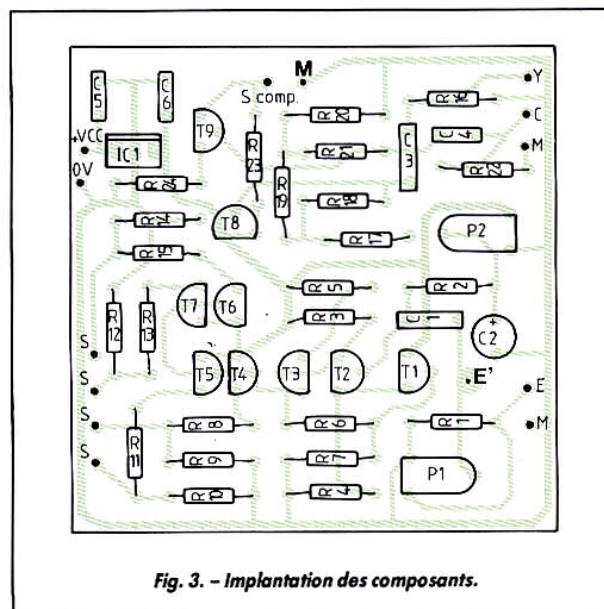 M
S comp.
Y
C
M
C5
C6
T9
R23
R20
R16
C3
C4
+VCC
IC1
0V
R21
R22
R24
R19
R18
R14
T8
R17
P2
R15
R5
R2
T7
T6
R3
C1
+
C2
R12
R13
S
T5
T4
T3
T2
T1
.E'
E
S
S
R8
R6
R1
M
R11
R9
R7
P1
S
R10
R4
Fig. 3. – Implantation des composants.